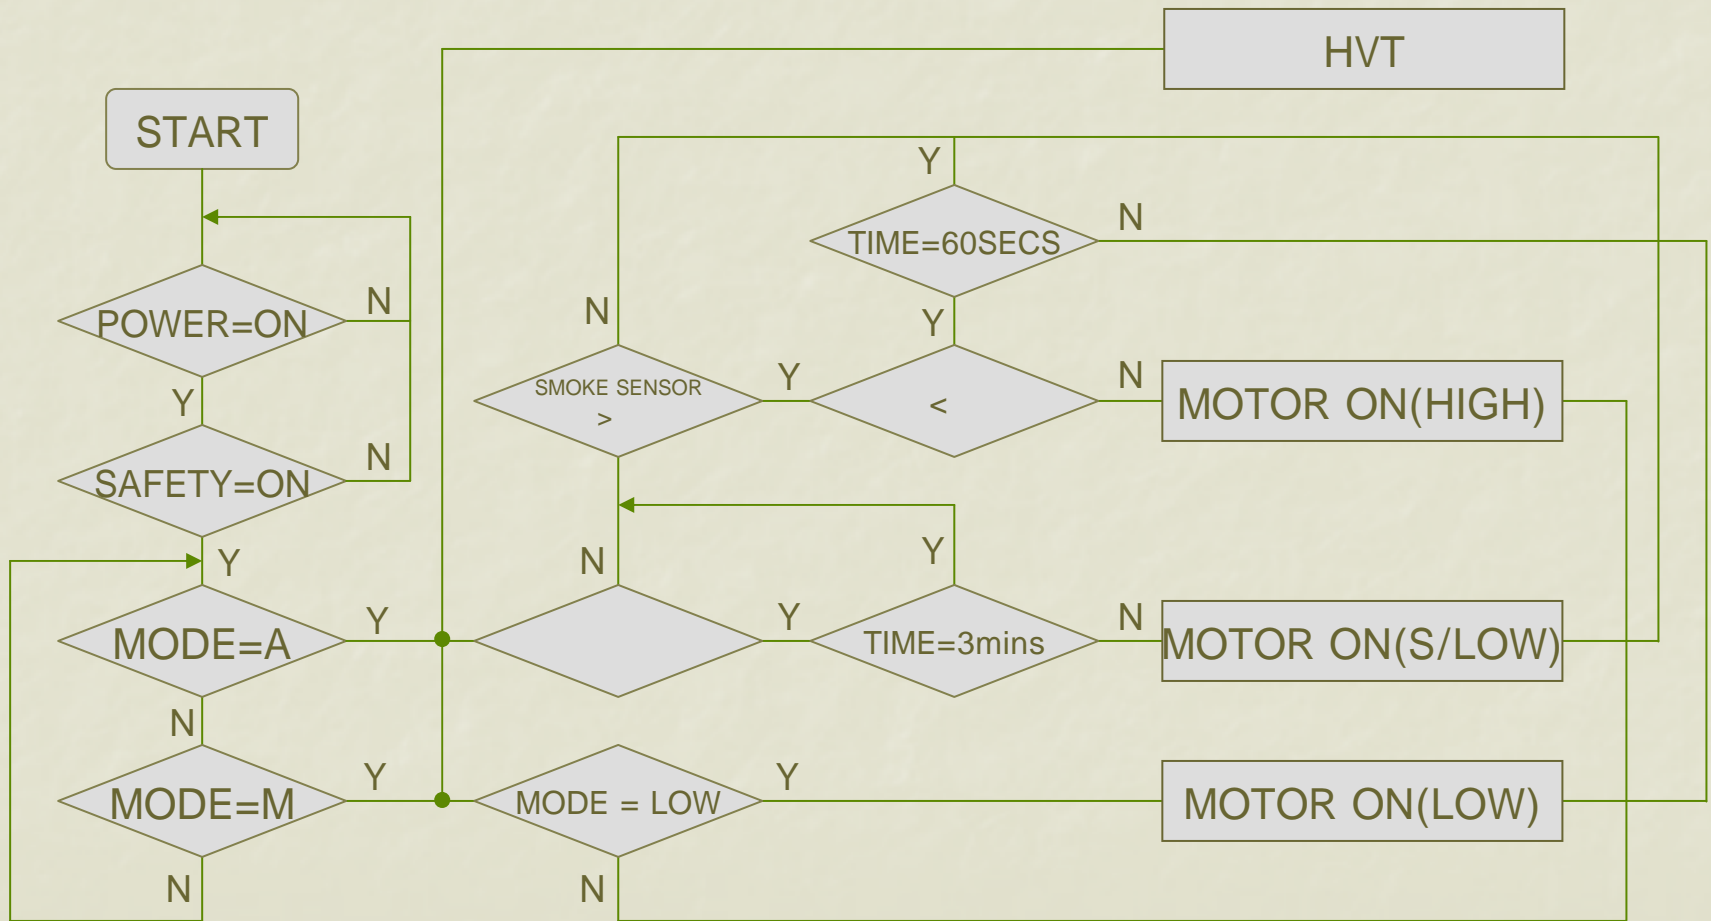 HVT
START
Y
TIME=60SECS
N
POWER=ON
N
N
Y
SMOKE SENSOR
>
Y
<
N
MOTOR ON(HIGH)
Y
SAFETY=ON
N
Y
N
Y
MODE=A
Y
Y
TIME=3mins
N
MOTOR ON(S/LOW)
N
MODE=M
Y
MODE = LOW
Y
MOTOR ON(LOW)
N
N